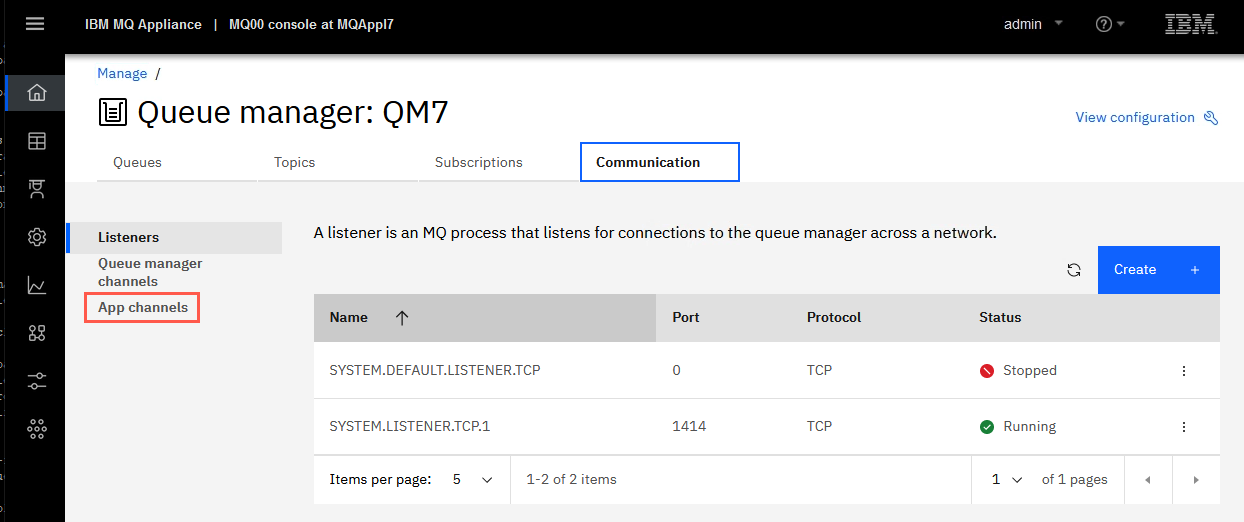 IBM MQ Appliance | MQ00 console at MQAppl7
admin
IBM
Manage /
Queue manager: QM7
View configuration
Queues Topics Subscriptions Communication
Listeners
Queue manager
channels
App channels
A listener is an MQ process that listens for connections to the queue manager across a network.
Create +
Name Port Protocol Status
SYSTEM.DEFAULT.LISTENER.TCP 0 TCP Stopped
SYSTEM.LISTENER.TCP.1 1414 TCP Running
Items per page: 5 1-2 of 2 items 1 of 1 pages